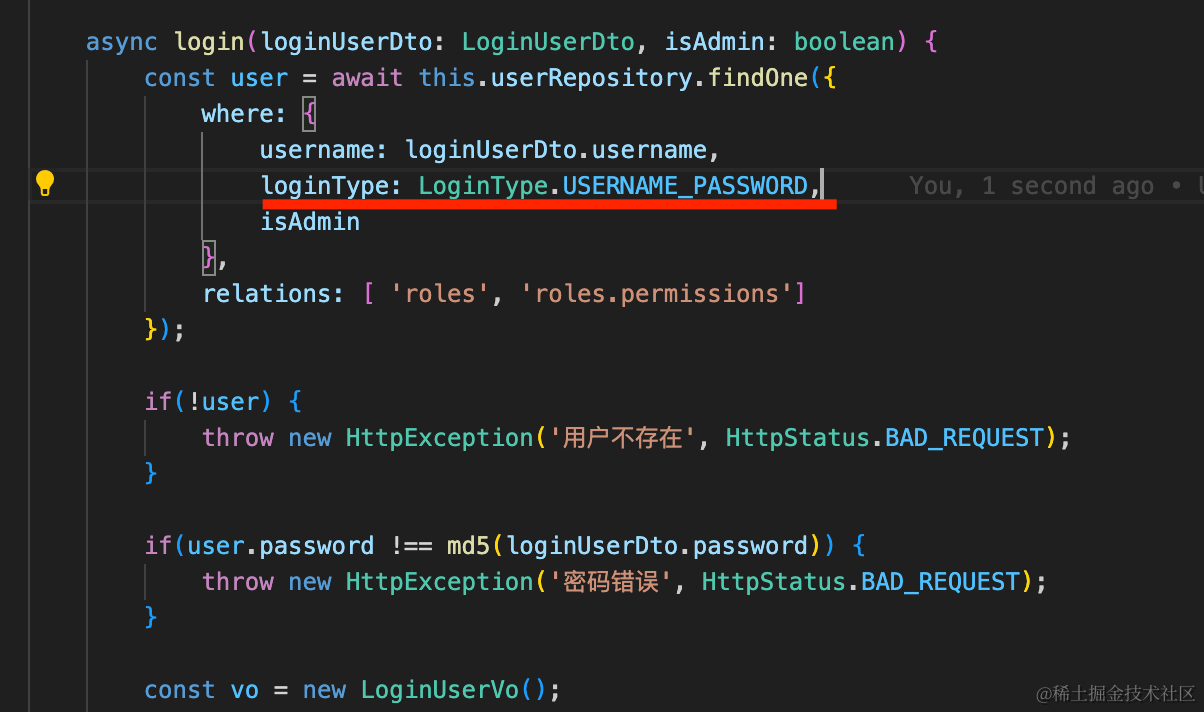 async login(loginUserDto: LoginUserDto, isAdmin: boolean) {
    const user = await this.userRepository.findOne({
        where: {
            username: loginUserDto.username,
            loginType: LoginType.USERNAME_PASSWORD,    You, 1 second ago •
            isAdmin
        },
        relations: [ 'roles', 'roles.permissions']
    });
    if(!user) {
        throw new HttpException('用户不存在', HttpStatus.BAD_REQUEST);
    }
    if(user.password !== md5(loginUserDto.password)) {
        throw new HttpException('密码错误', HttpStatus.BAD_REQUEST);
    }
    const vo = new LoginUserVo();
@稀土掘金技术社区